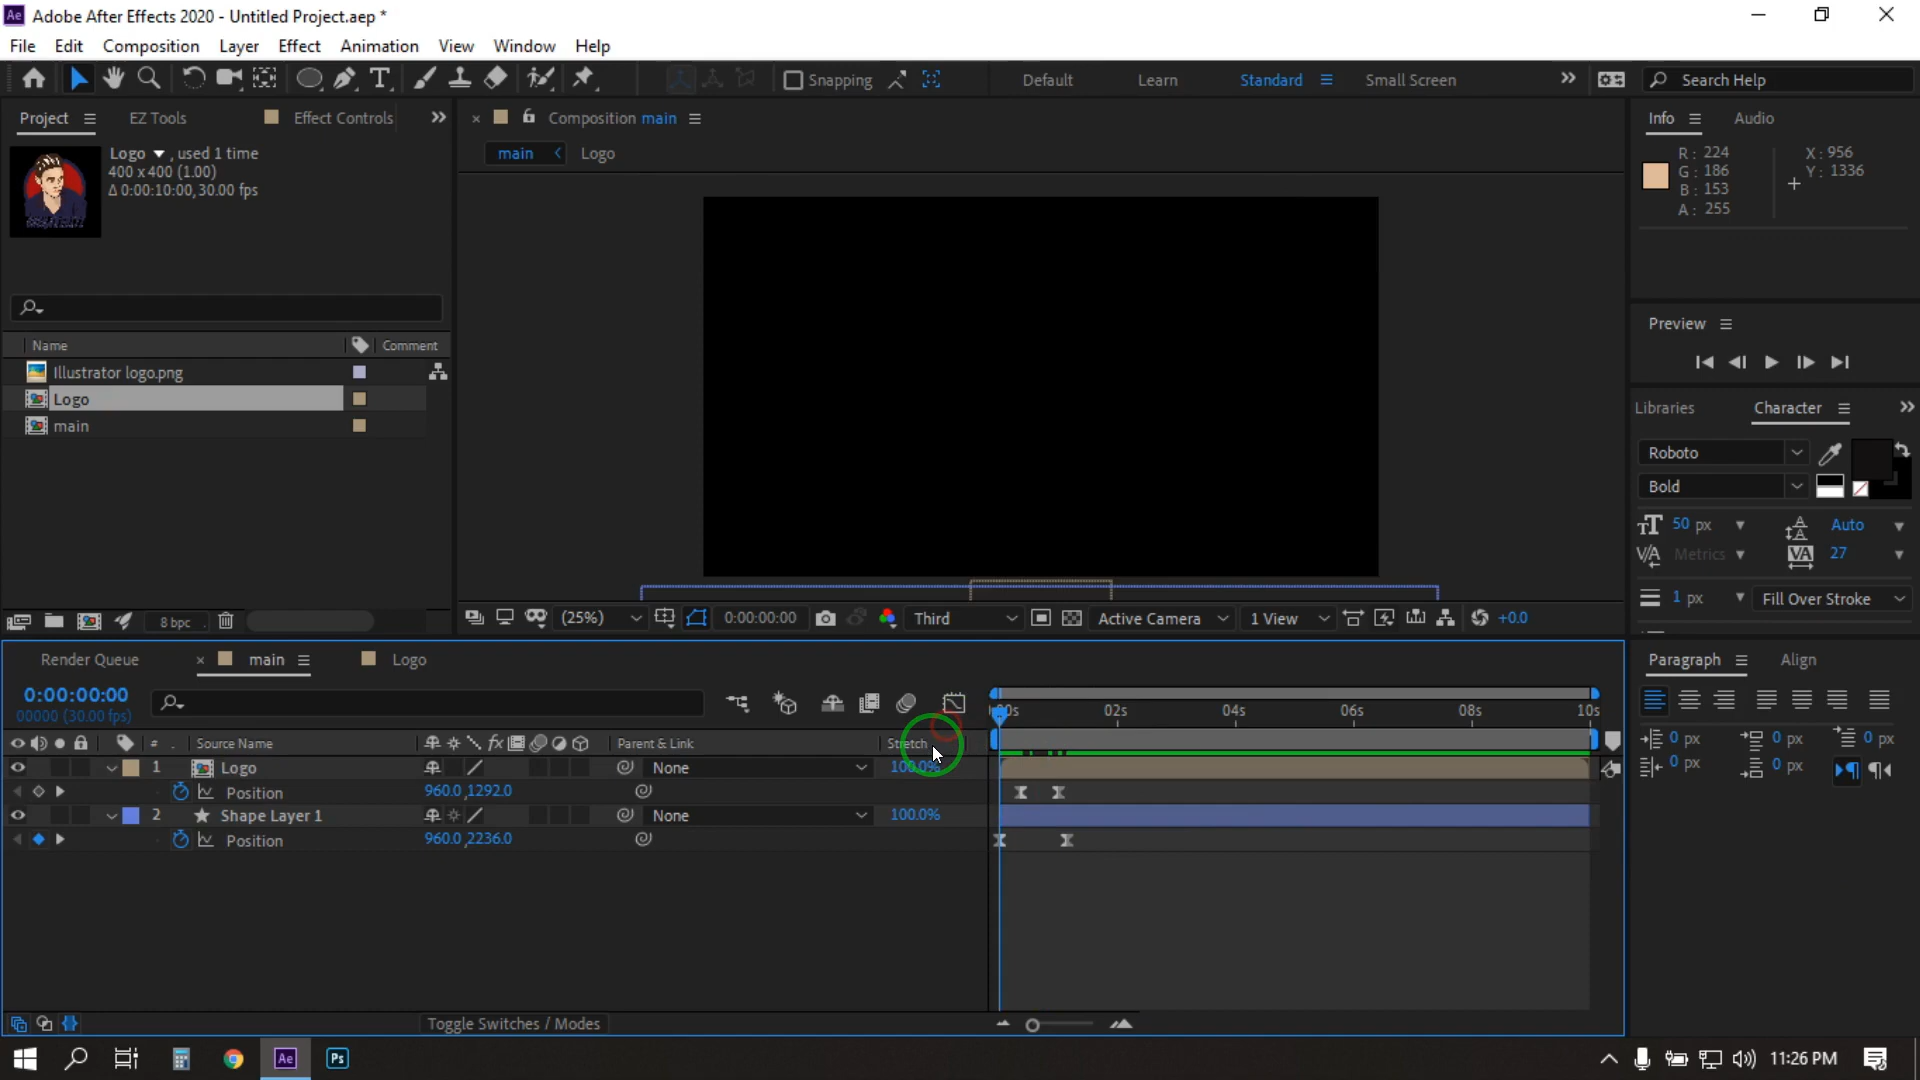 Adobe After Effects 2020 - Untitled Project.aep *
File Edit Composition Layer Effect Animation View Window Help
Snapping Default Learn Standard Small Screen Search Help
Project EZ Tools Effect Controls
Composition main
Info Audio
main Logo
Logo , used 1 time
400 x 400 (1.00)
Δ 0:00:10:00, 30.00 fps
R: 224 X: 956
G: 186 Y: 1336
B: 153
A: 255
Preview
Name Comment
Illustrator logo.png
Logo
main
Libraries Character
Roboto
Bold
50 px Auto
Metrics 27
1 px Fill Over Stroke
8 bpc
(25%) 0:00:00:00 Third Active Camera 1 View +0.0
Render Queue main Logo
Paragraph Align
0:00:00:00
00000 (30.00 fps)
00s 02s 04s 06s 08s 10s
# . Source Name Parent & Link Stretch
1 Logo None 100.0%
Position 960.0,1292.0
2 Shape Layer 1 None 100.0%
Position 960.0,2236.0
0 px 0 px 0 px
0 px 0 px
Toggle Switches / Modes
Ae Ps 11:26 PM